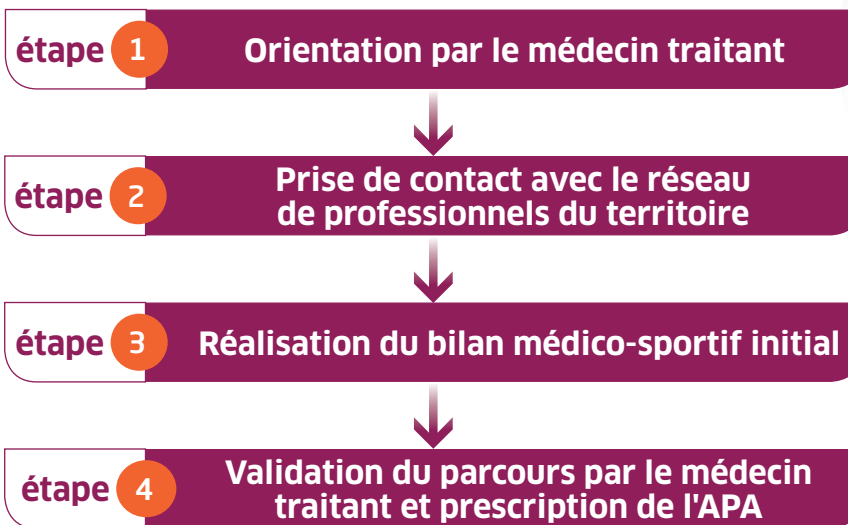 étape 1 Orientation par le médecin traitant
étape 2 Prise de contact avec le réseau
de professionnels du territoire
étape 3 Réalisation du bilan médico-sportif initial
étape 4 Validation du parcours par le médecin
traitant et prescription de l'APA